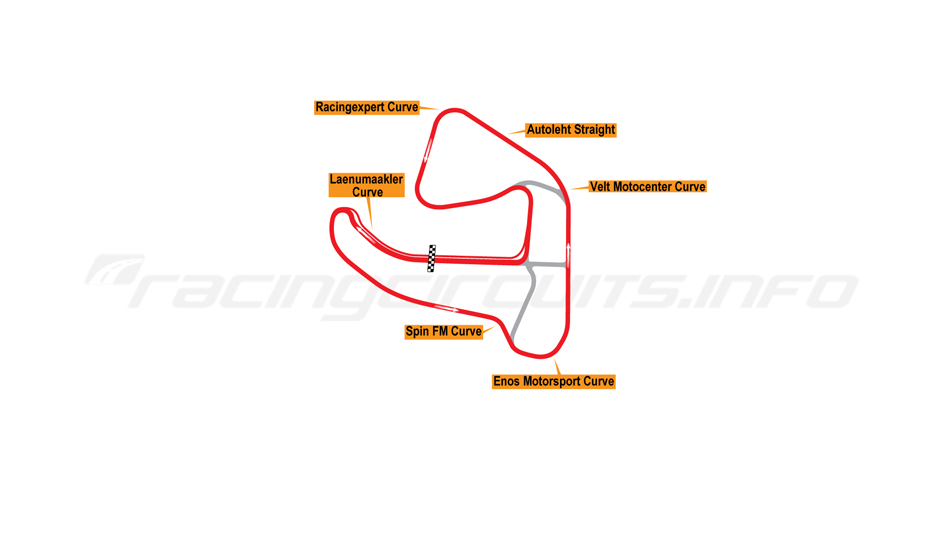 Racingexpert Curve
Autoleht Straight
Laenumaakler
Curve
Velt Motocenter Curve
racingcircuits.info
Spin FM Curve
Enos Motorsport Curve